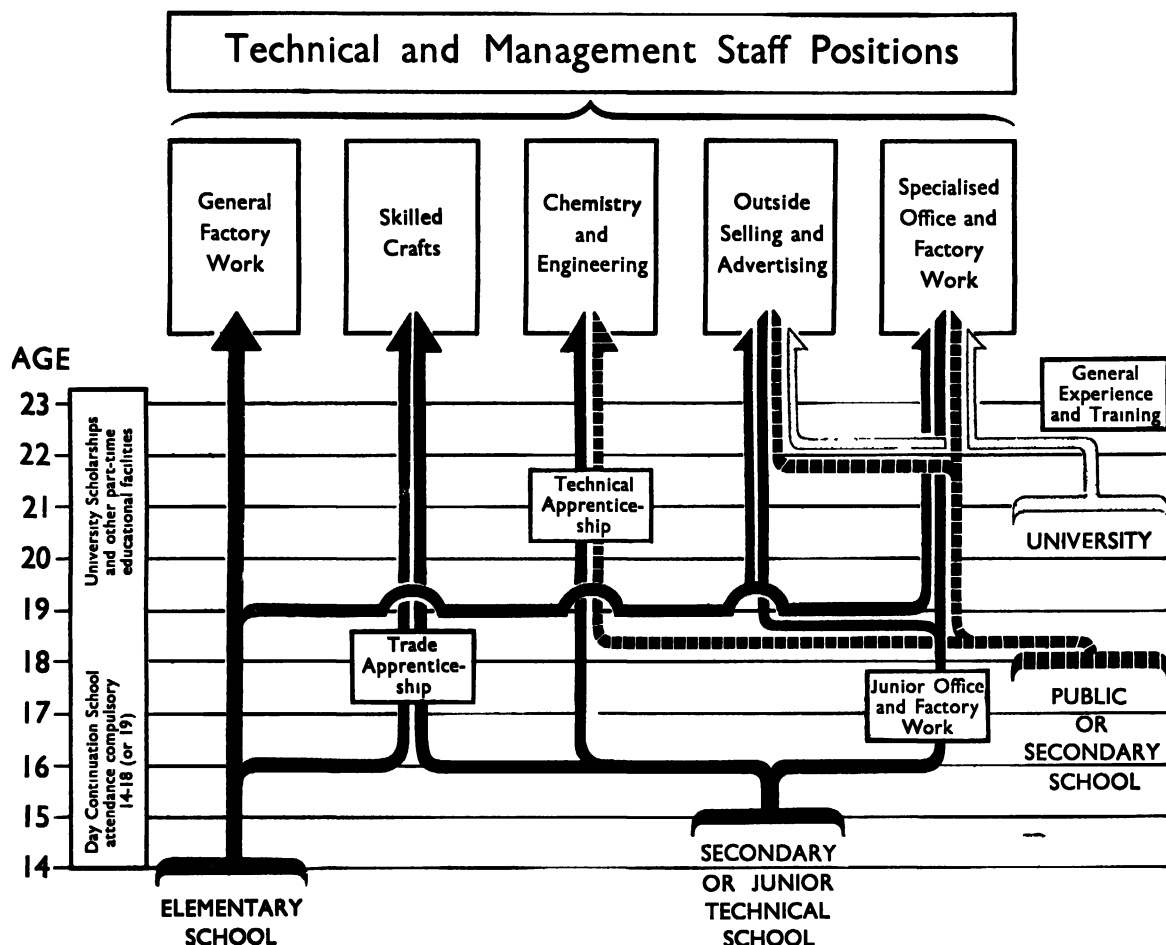 Technical and Management Staff Positions
General
Factory
Work
Skilled
Crafts
Chemistry
and
Engineering
Outside
Selling and
Advertising
Specialised
Office and
Factory
Work
AGE
23
22
21
20
19
18
17
16
15
14
University Scholarships
and other part-time
educational facilities
Day Continuation School
attendance compulsory
14-18 (or 19)
General
Experience
and Training
Technical
Apprentice-
ship
UNIVERSITY
Trade
Apprentice-
ship
Junior Office
and Factory
Work
PUBLIC
OR
SECONDARY
SCHOOL
SECONDARY
OR JUNIOR
TECHNICAL
SCHOOL
ELEMENTARY
SCHOOL